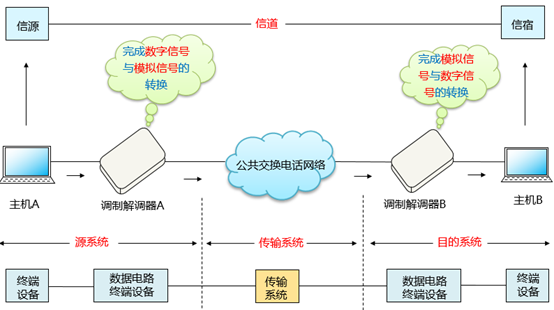 信源
信道
信宿
完成数字信号
与模拟信号的
转换
完成模拟信
号与数字信
号的转换
公共交换电话网络
主机A
调制解调器A
调制解调器B
主机B
源系统
传输系统
目的系统
终端
设备
数据电路
终端设备
传输
系统
数据电路
终端设备
终端
设备